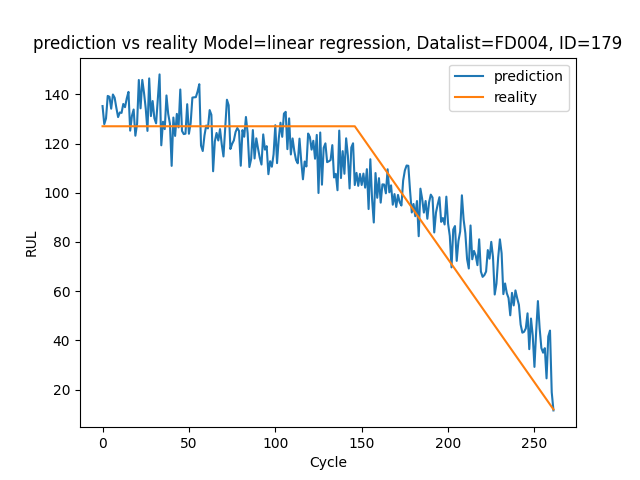 prediction vs reality Model=linear regression, Datalist=FD004, ID=179
prediction
reality
RUL
140
120
100
80
60
40
20
0 50 100 150 200 250
Cycle